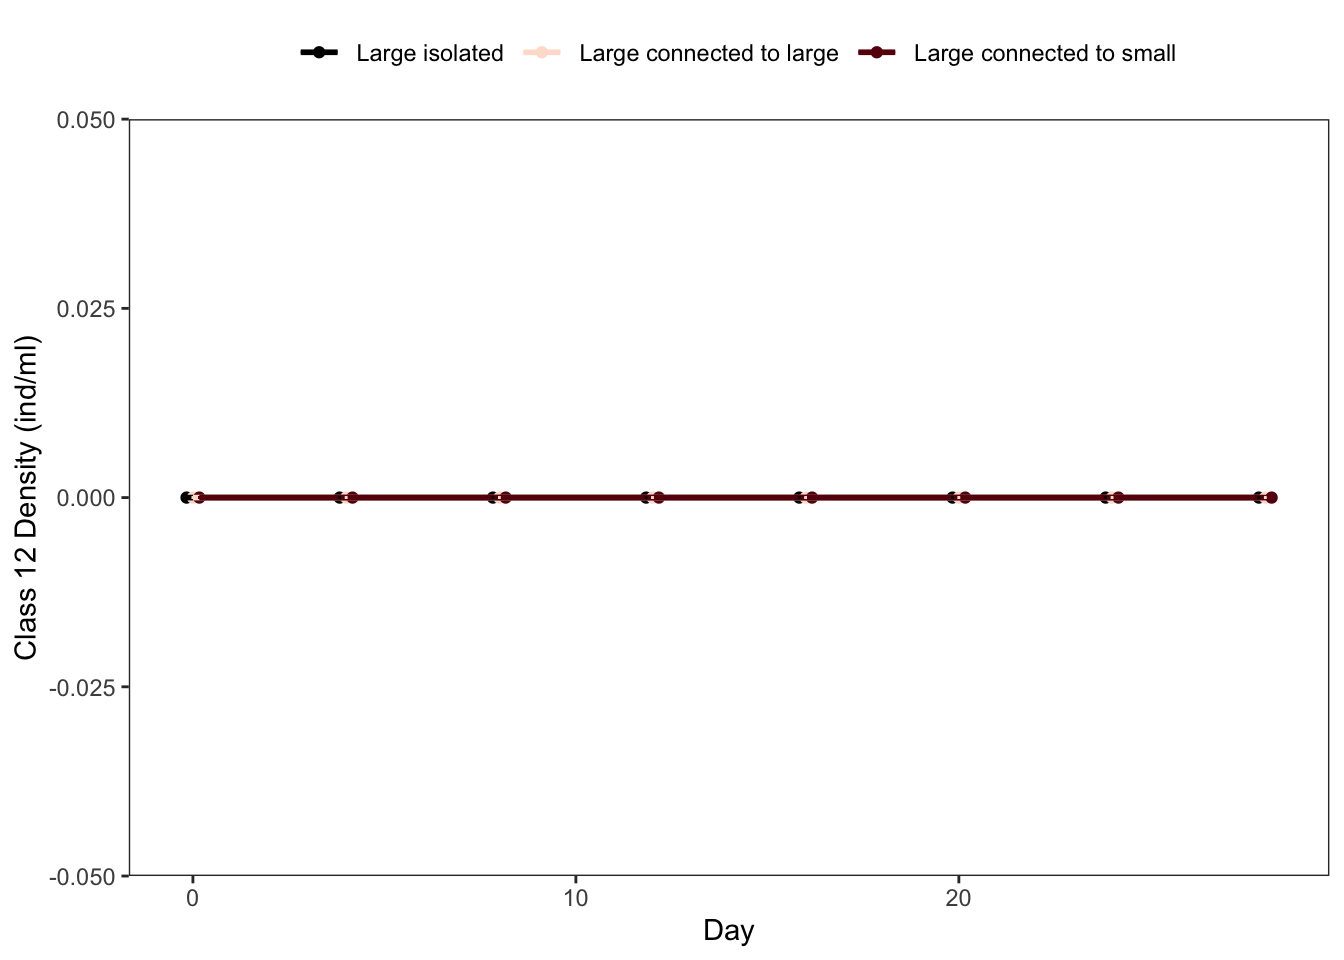 Large isolated Large connected to large Large connected to small
0.050
0.025
0.000
-0.025
-0.050
Class 12 Density (ind/ml)
0 10 20
Day